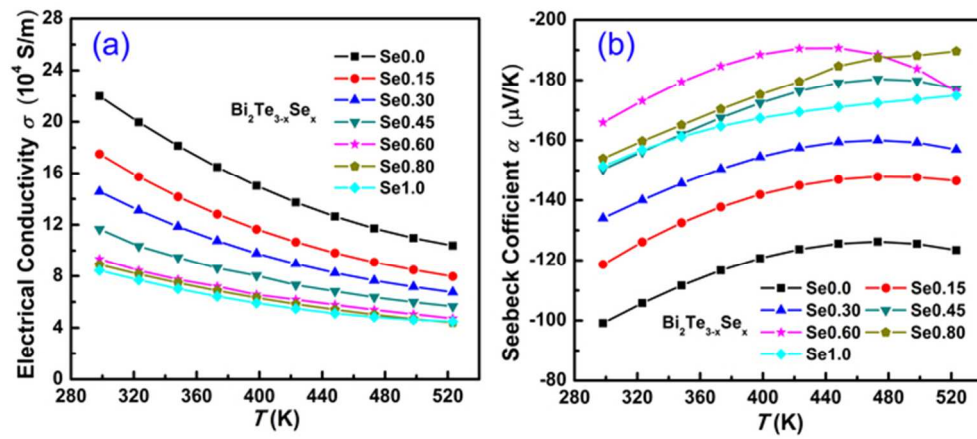 (a)
Electrical Conductivity σ (10⁴ S/m)
28
24
20
16
12
8
4
0
Se0.0
Se0.15
Se0.30
Se0.45
Se0.60
Se0.80
Se1.0
Bi₂Te₃₋ₓSeₓ
280 320 360 400 440 480 520
T (K)
(b)
Seebeck Cofficient α (μV/K)
-200
-180
-160
-140
-120
-100
-80
Bi₂Te₃₋ₓSeₓ
Se0.0 Se0.15
Se0.30 Se0.45
Se0.60 Se0.80
Se1.0
280 320 360 400 440 480 520
T (K)